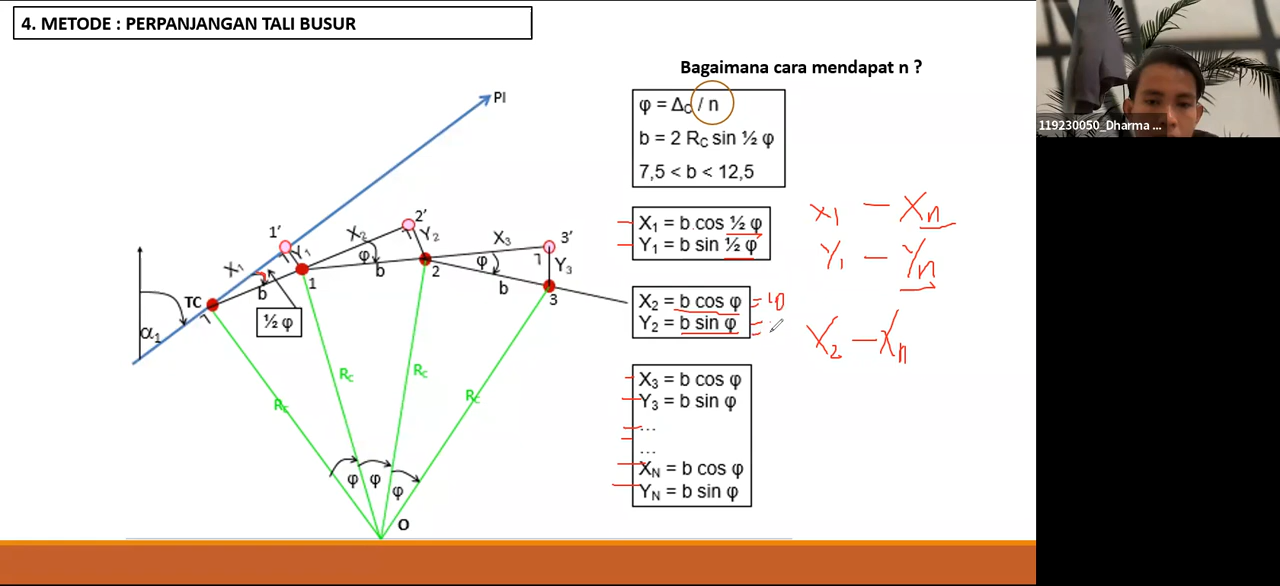 4. METODE : PERPANJANGAN TALI BUSUR
Bagaimana cara mendapat n ?
φ = Δc / n
b = 2 Rc sin ½ φ
7,5 < b < 12,5
X1 = b cos ½ φ
Y1 = b sin ½ φ
X2 = b cos φ = 10
Y2 = b sin φ =
X3 = b cos φ
Y3 = b sin φ
...
...
XN = b cos φ
YN = b sin φ
x1 – Xn
Y1 – Yn
X2 – Xn
PI
1'
2'
3'
X1
Y1
X2
Y2
X3
Y3
TC
b
1
φ
b
2
φ
b
3
½ φ
α1
Rc
Rc
Rc
Rc
φ
φ
φ
O
119230050_Dharma ...